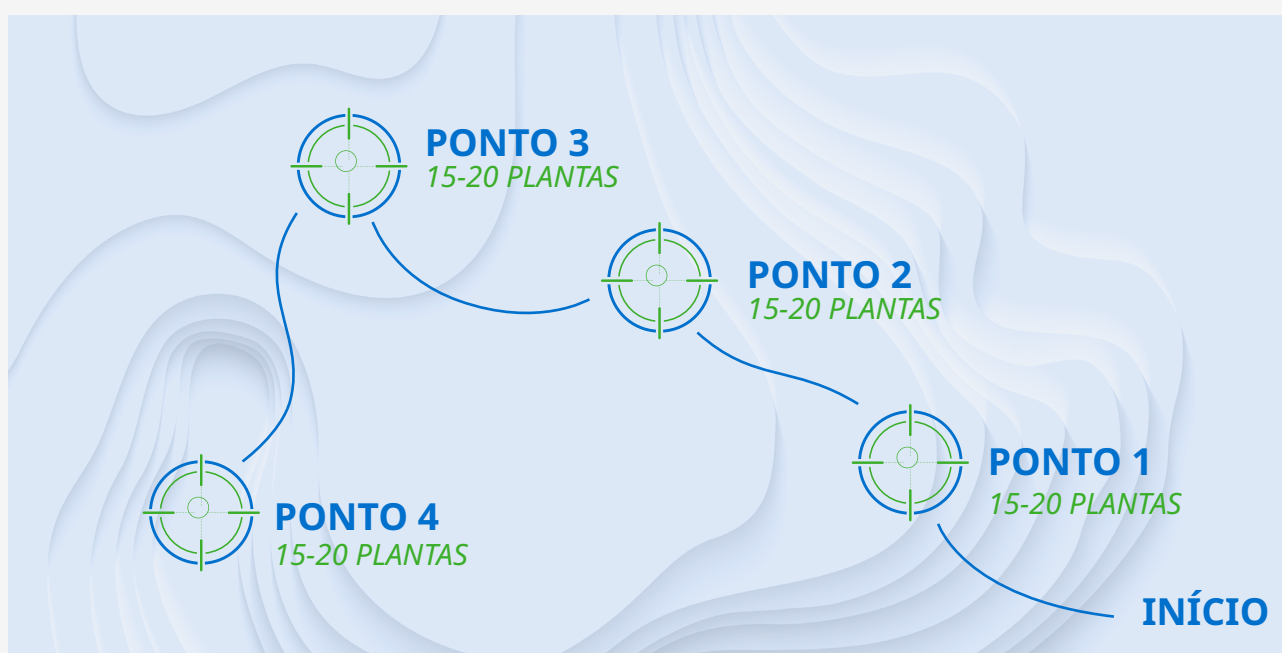 PONTO 3
15-20 PLANTAS
PONTO 2
15-20 PLANTAS
PONTO 1
15-20 PLANTAS
PONTO 4
15-20 PLANTAS
INÍCIO